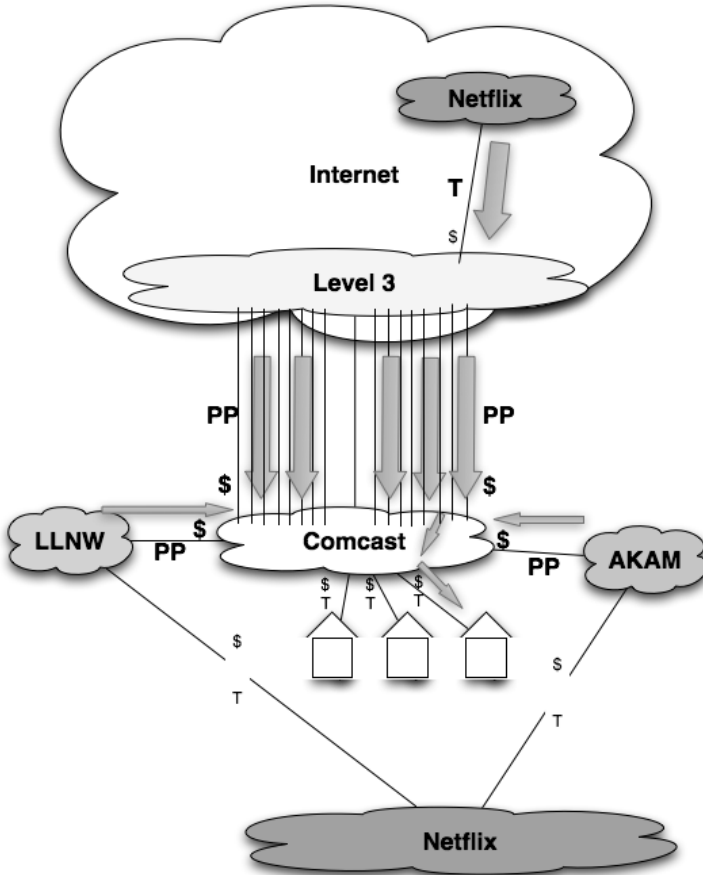 Netflix
Internet
T
$
Level 3
PP
PP
$
$
LLNW
$
PP
Comcast
$
PP
AKAM
$
T
$
T
$
T
$
T
$
T
Netflix